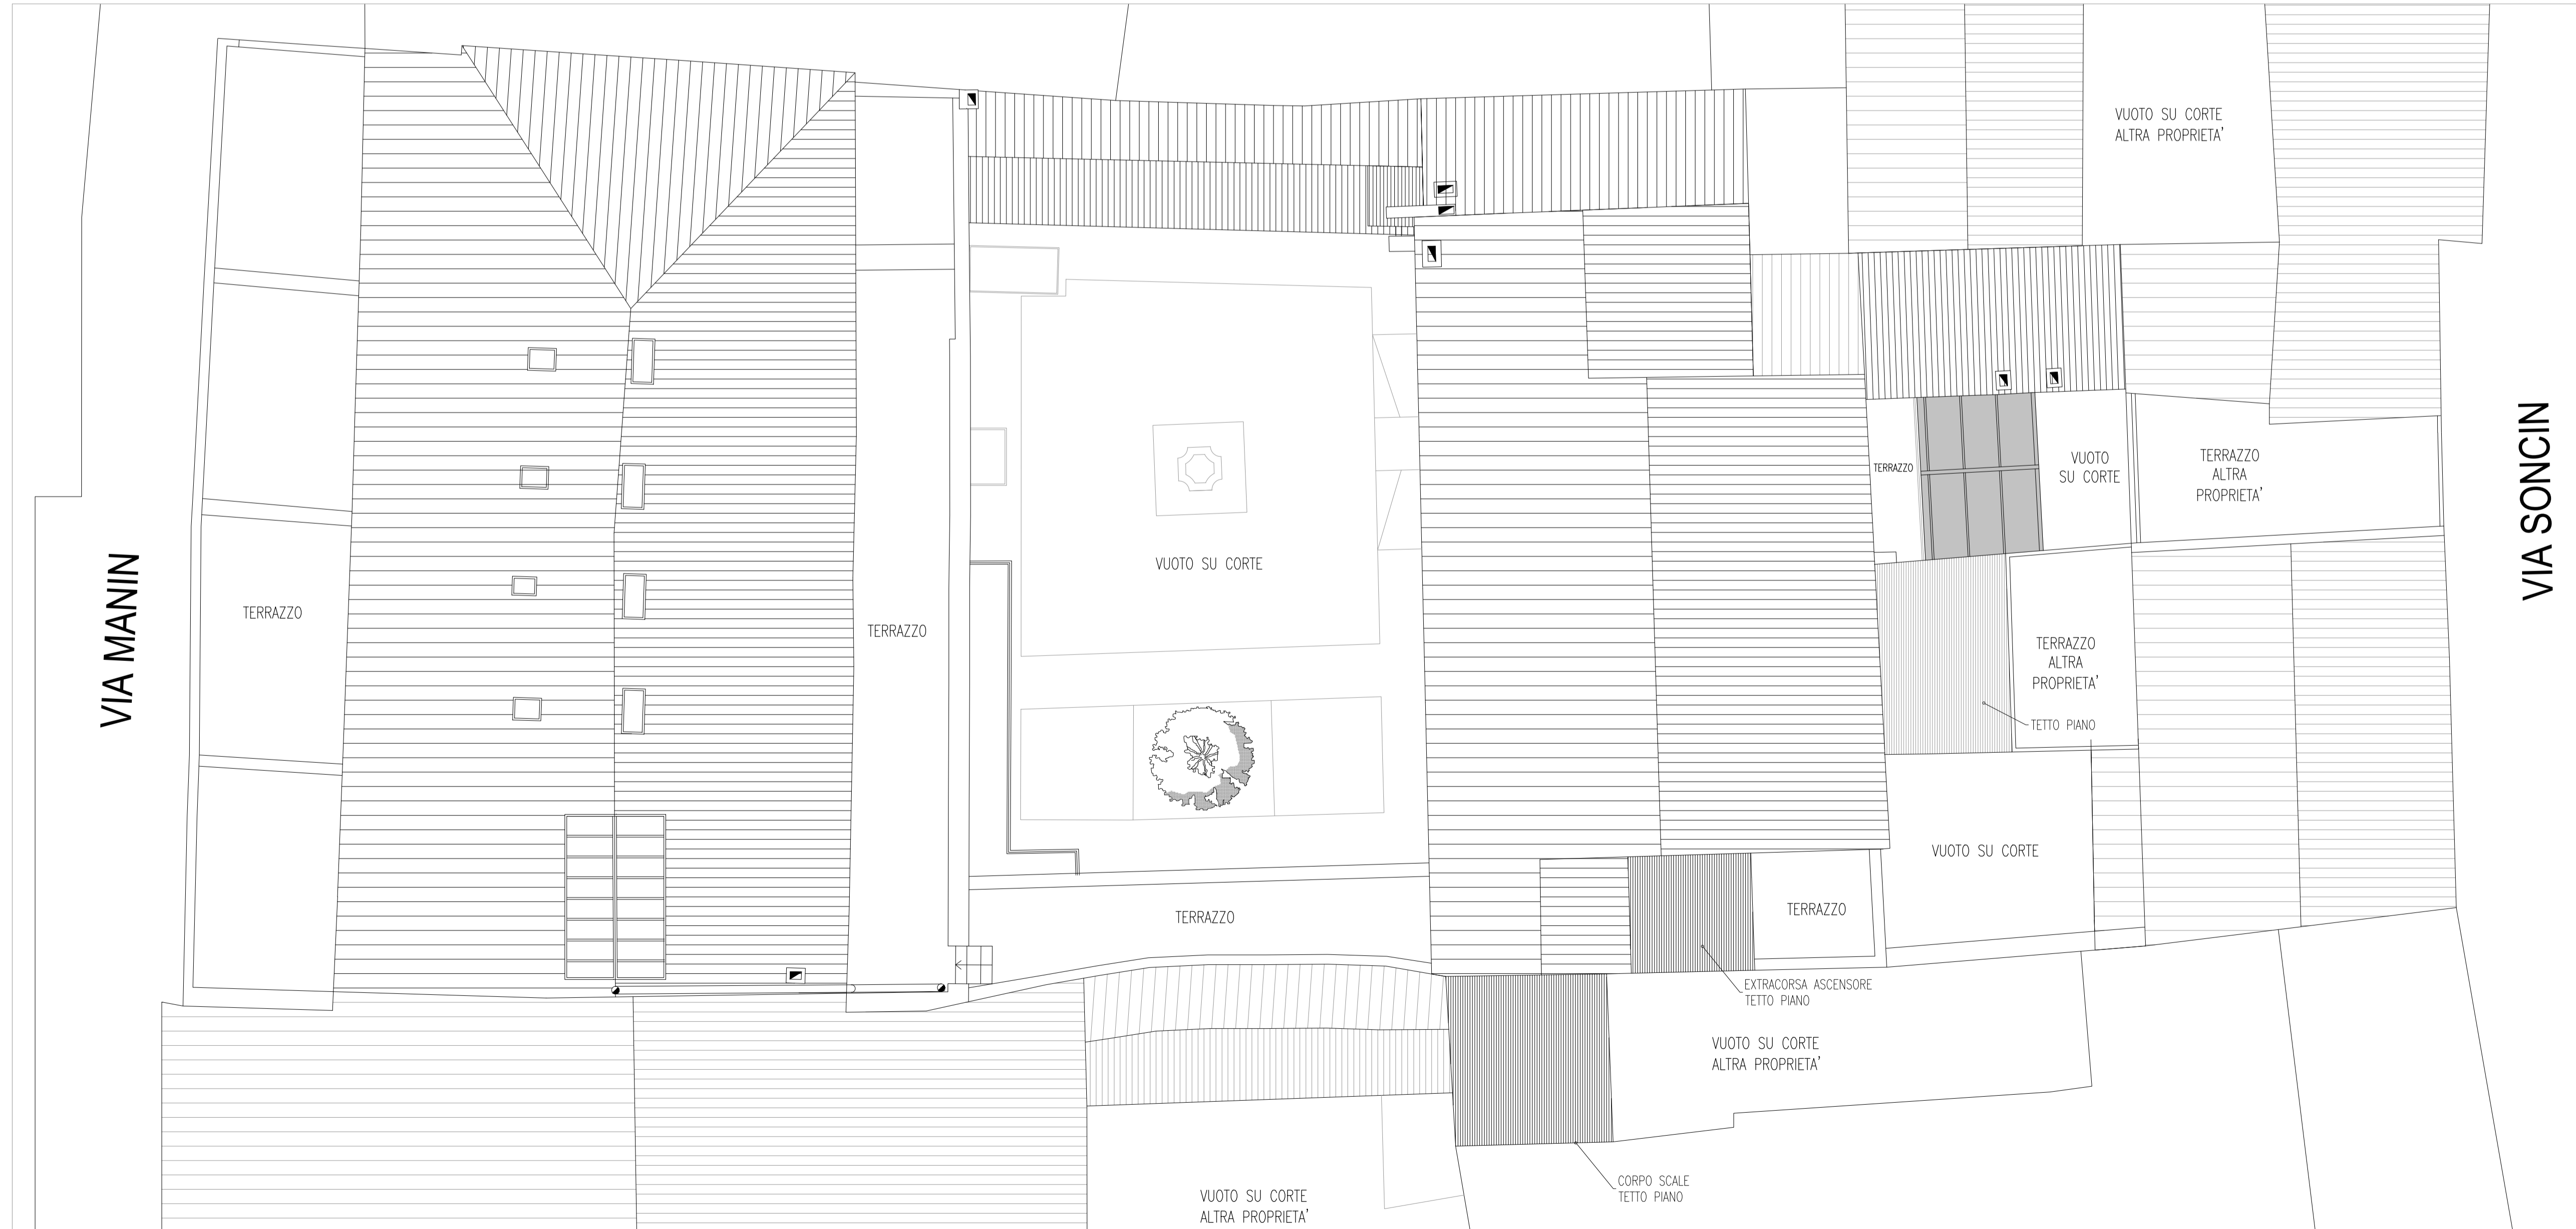 VUOTO SU CORTE
ALTRA PROPRIETA'
VIA MANIN
TERRAZZO
TERRAZZO
VUOTO SU CORTE
TERRAZZO
TERRAZZO
VUOTO
SU CORTE
TERRAZZO
ALTRA
PROPRIETA'
VIA SONCIN
TERRAZZO
ALTRA
PROPRIETA'
TETTO PIANO
VUOTO SU CORTE
TERRAZZO
EXTRACORSA ASCENSORE
TETTO PIANO
VUOTO SU CORTE
ALTRA PROPRIETA'
CORPO SCALE
TETTO PIANO
VUOTO SU CORTE
ALTRA PROPRIETA'